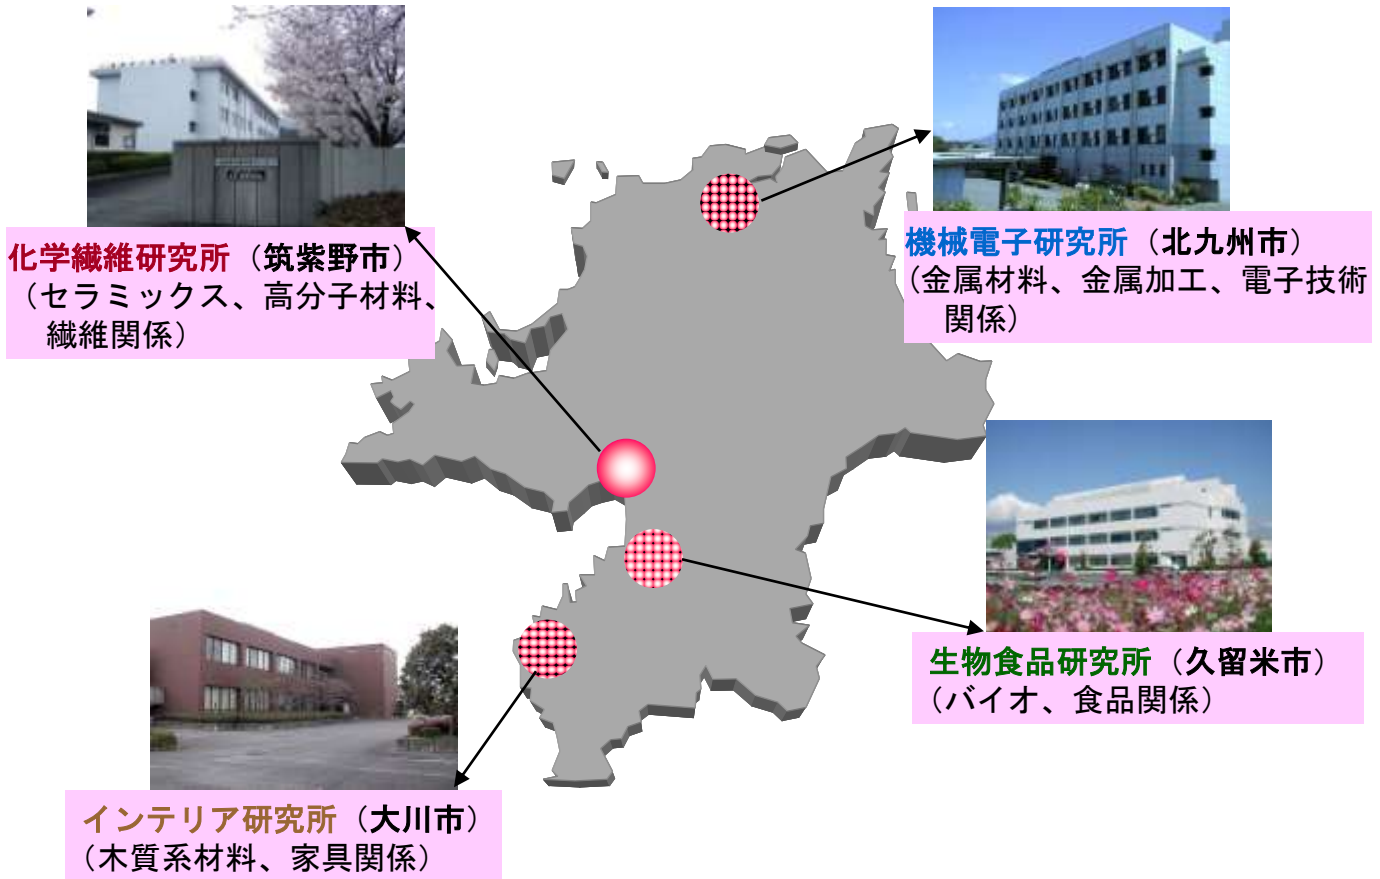 化学繊維研究所（筑紫野市）
（セラミックス、高分子材料、
繊維関係）
機械電子研究所（北九州市）
（金属材料、金属加工、電子技術
関係）
生物食品研究所（久留米市）
（バイオ、食品関係）
インテリア研究所（大川市）
（木質系材料、家具関係）